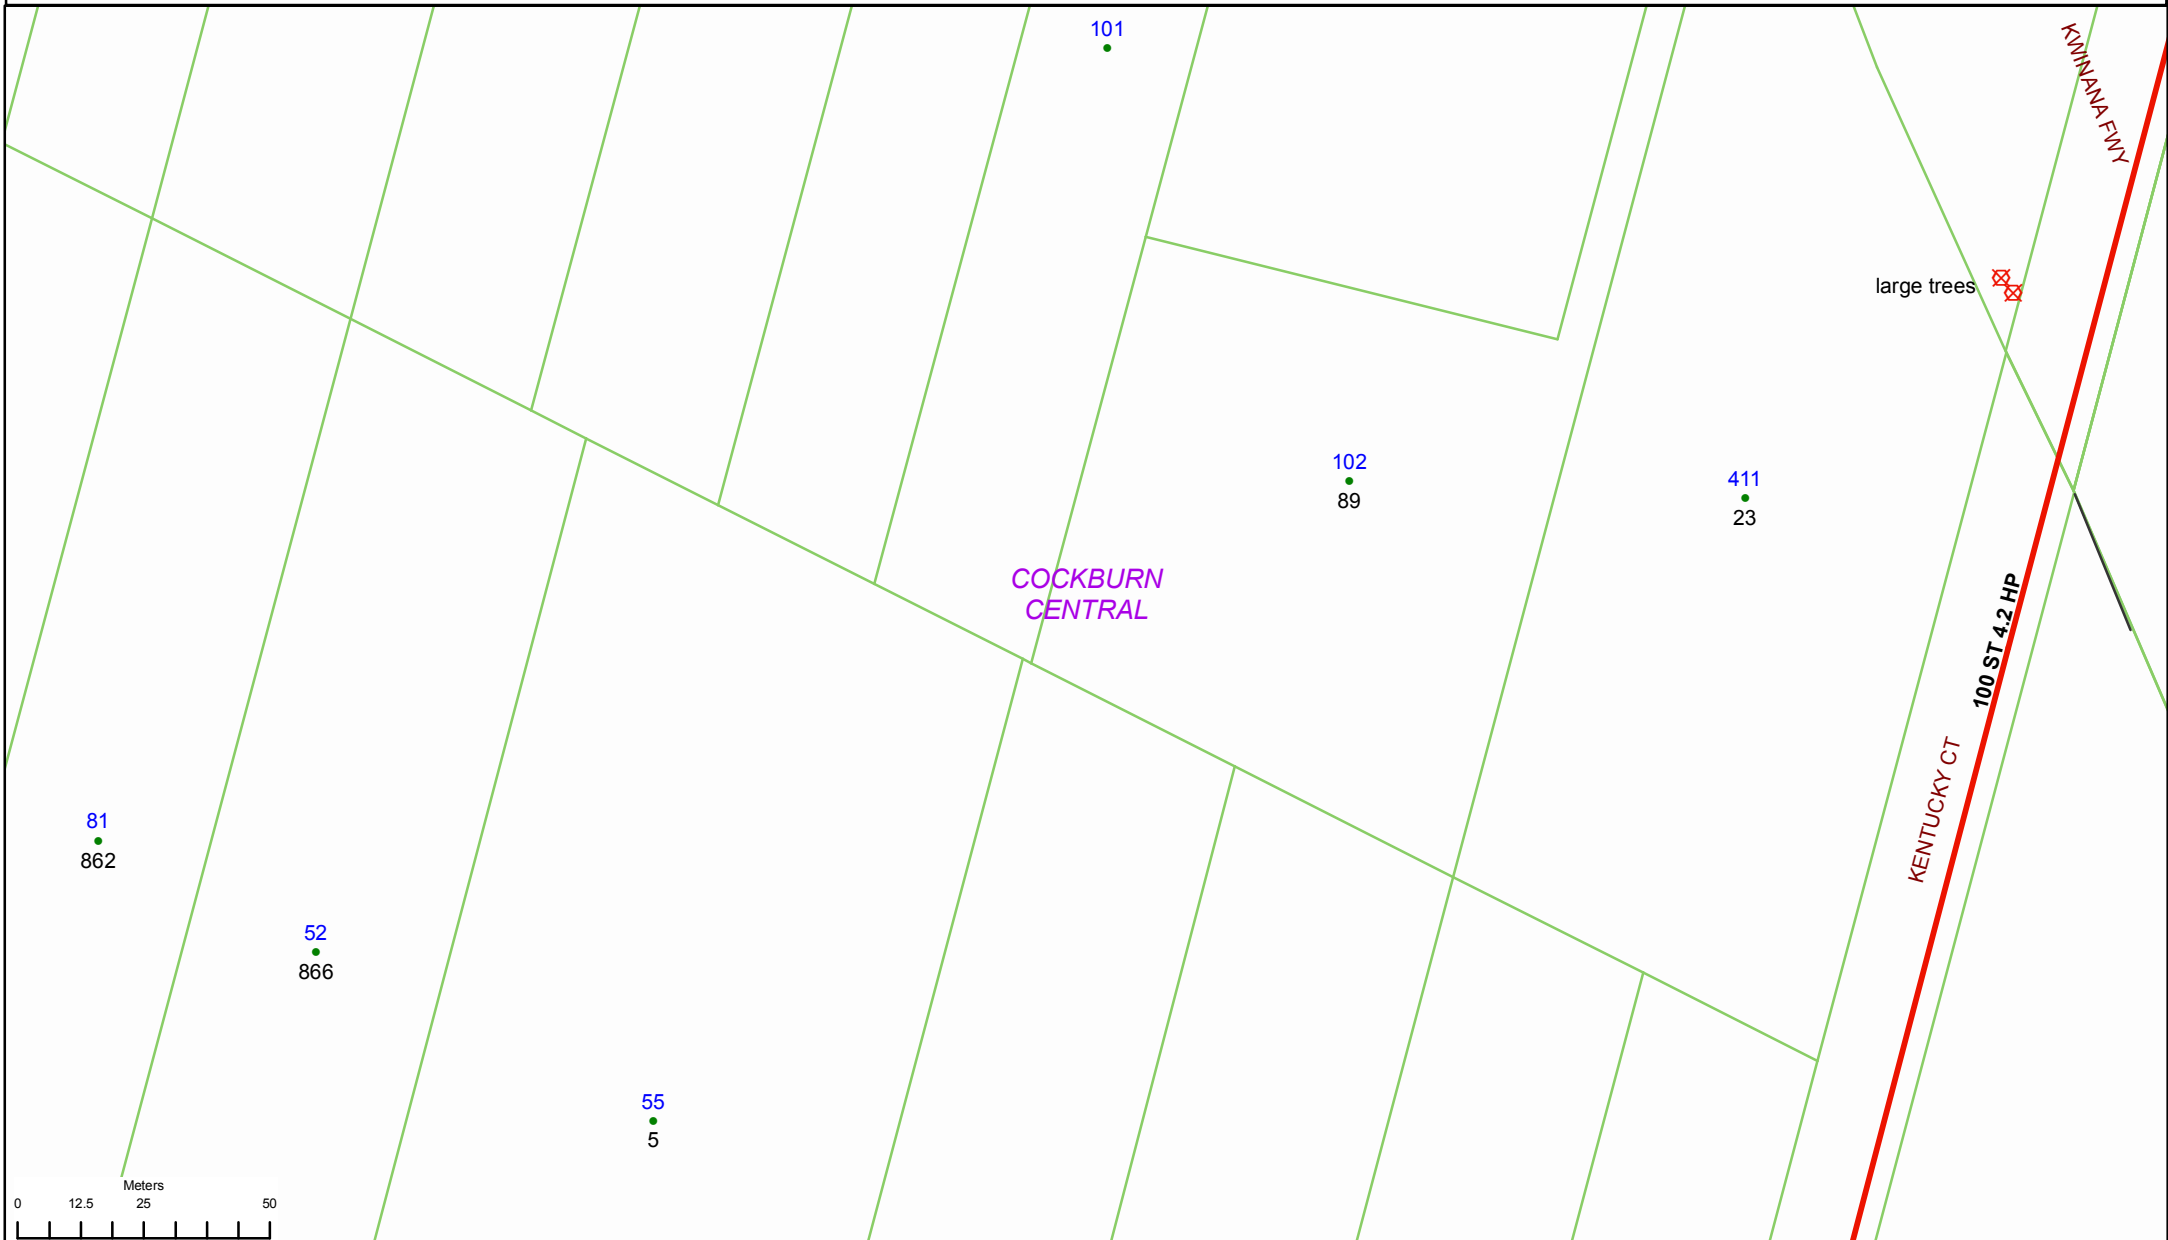 101
KWINANA FWY
large trees
102
89
411
23
COCKBURN
CENTRAL
100 ST 4.2 HP
KENTUCKY CT
81
862
52
866
55
5
Meters
0 12.5 25 50